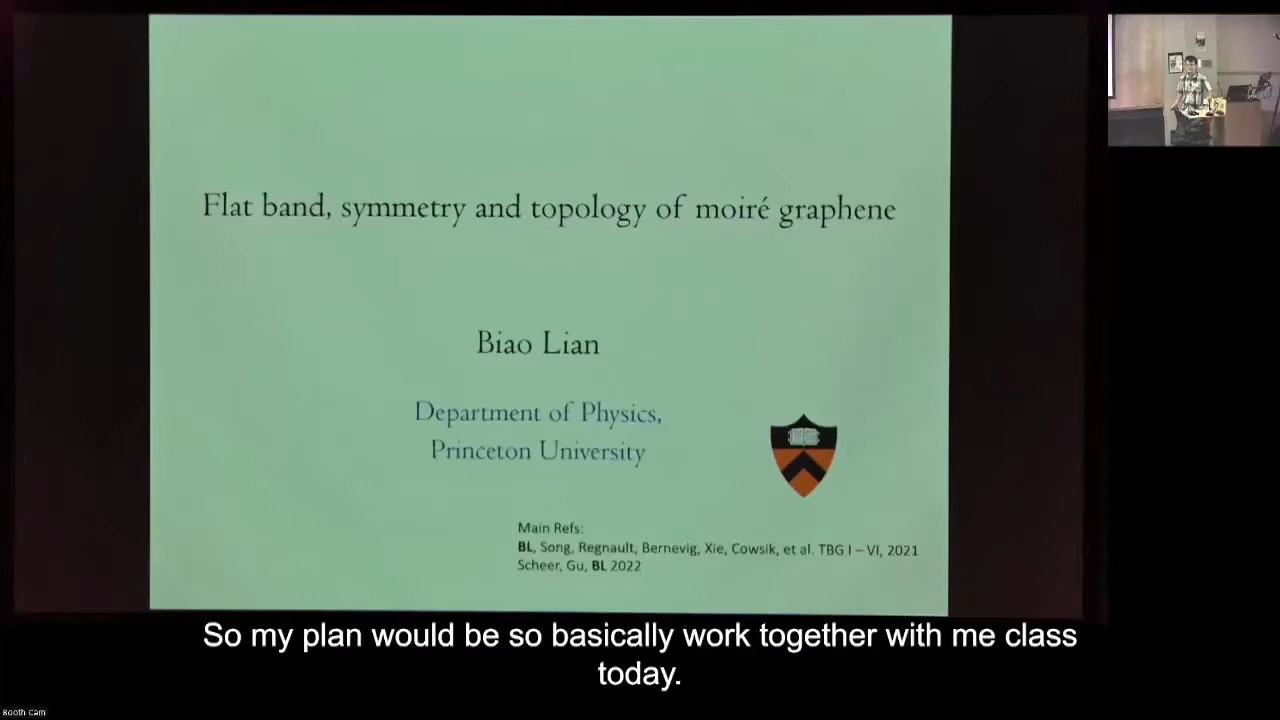 Flat band, symmetry and topology of moiré graphene
Biao Lian
Department of Physics,
Princeton University
Main Refs:
BL, Song, Regnault, Bernevig, Xie, Cowsik, et al. TBG I – VI, 2021
Scheer, Gu, BL 2022
So my plan would be so basically work together with me class
today.
Booth Cam